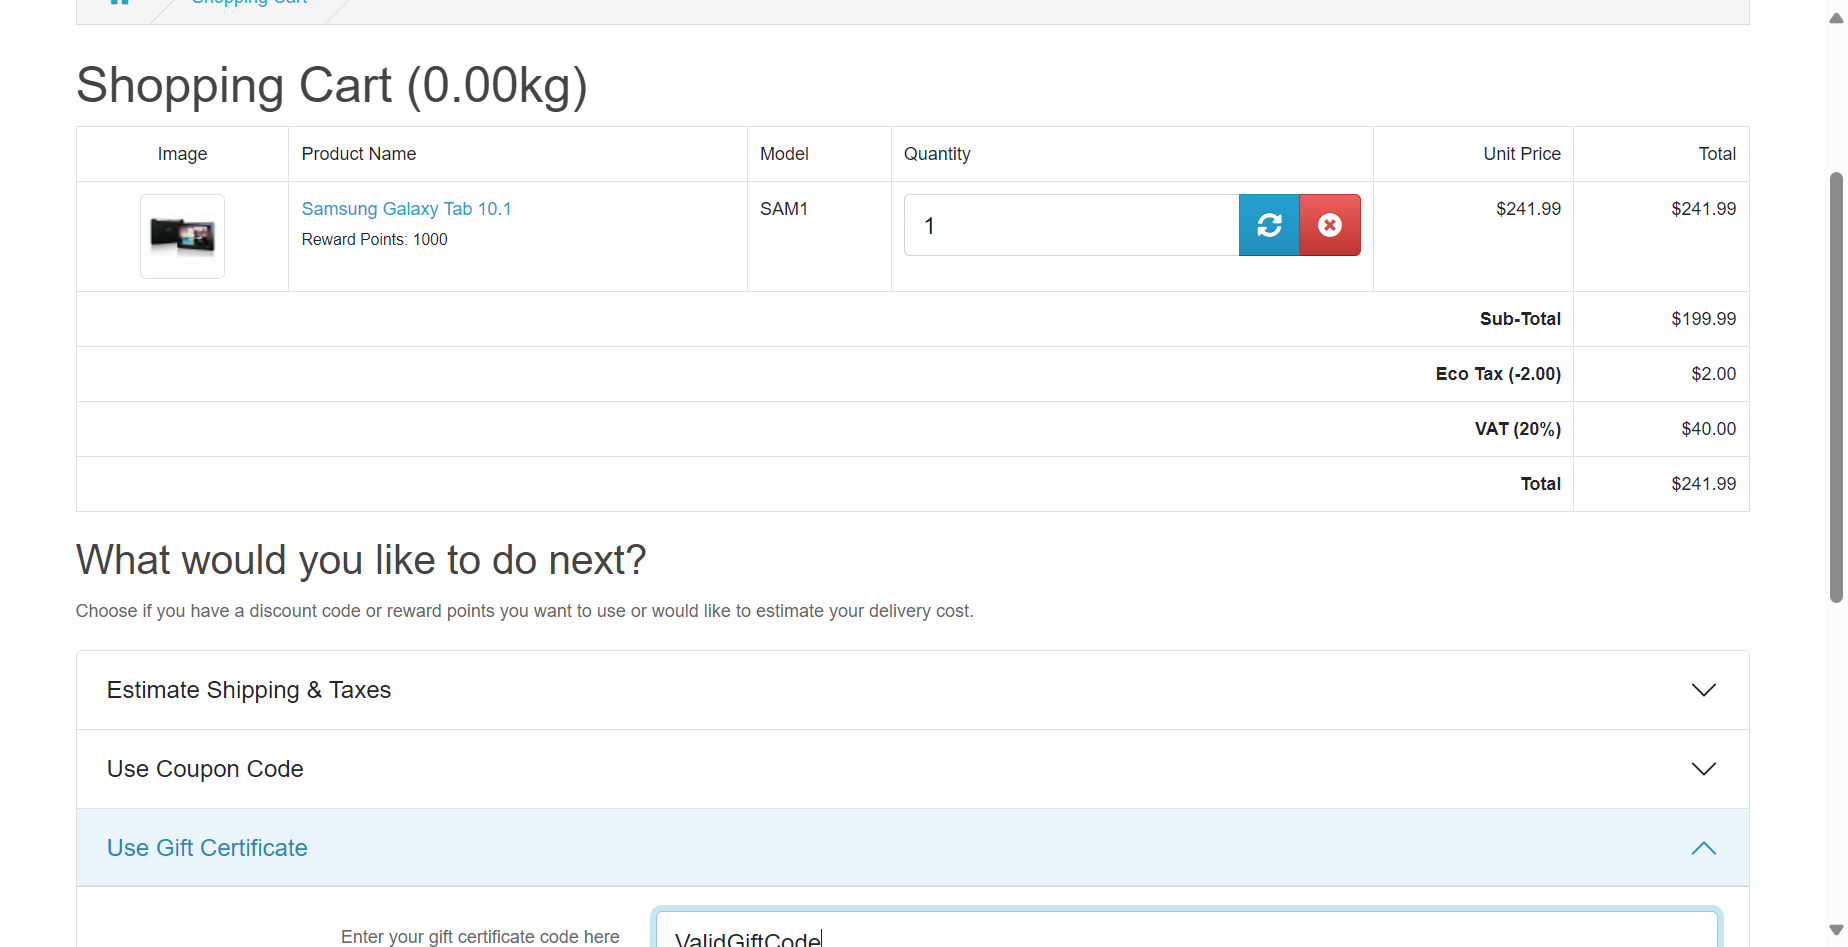 Shopping Cart
Shopping Cart (0.00kg)
Image Product Name Model Quantity Unit Price Total
Samsung Galaxy Tab 10.1 SAM1 1 $241.99 $241.99
Reward Points: 1000
Sub-Total $199.99
Eco Tax (-2.00) $2.00
VAT (20%) $40.00
Total $241.99
What would you like to do next?
Choose if you have a discount code or reward points you want to use or would like to estimate your delivery cost.
Estimate Shipping & Taxes
Use Coupon Code
Use Gift Certificate
Enter your gift certificate code here ValidGiftCode